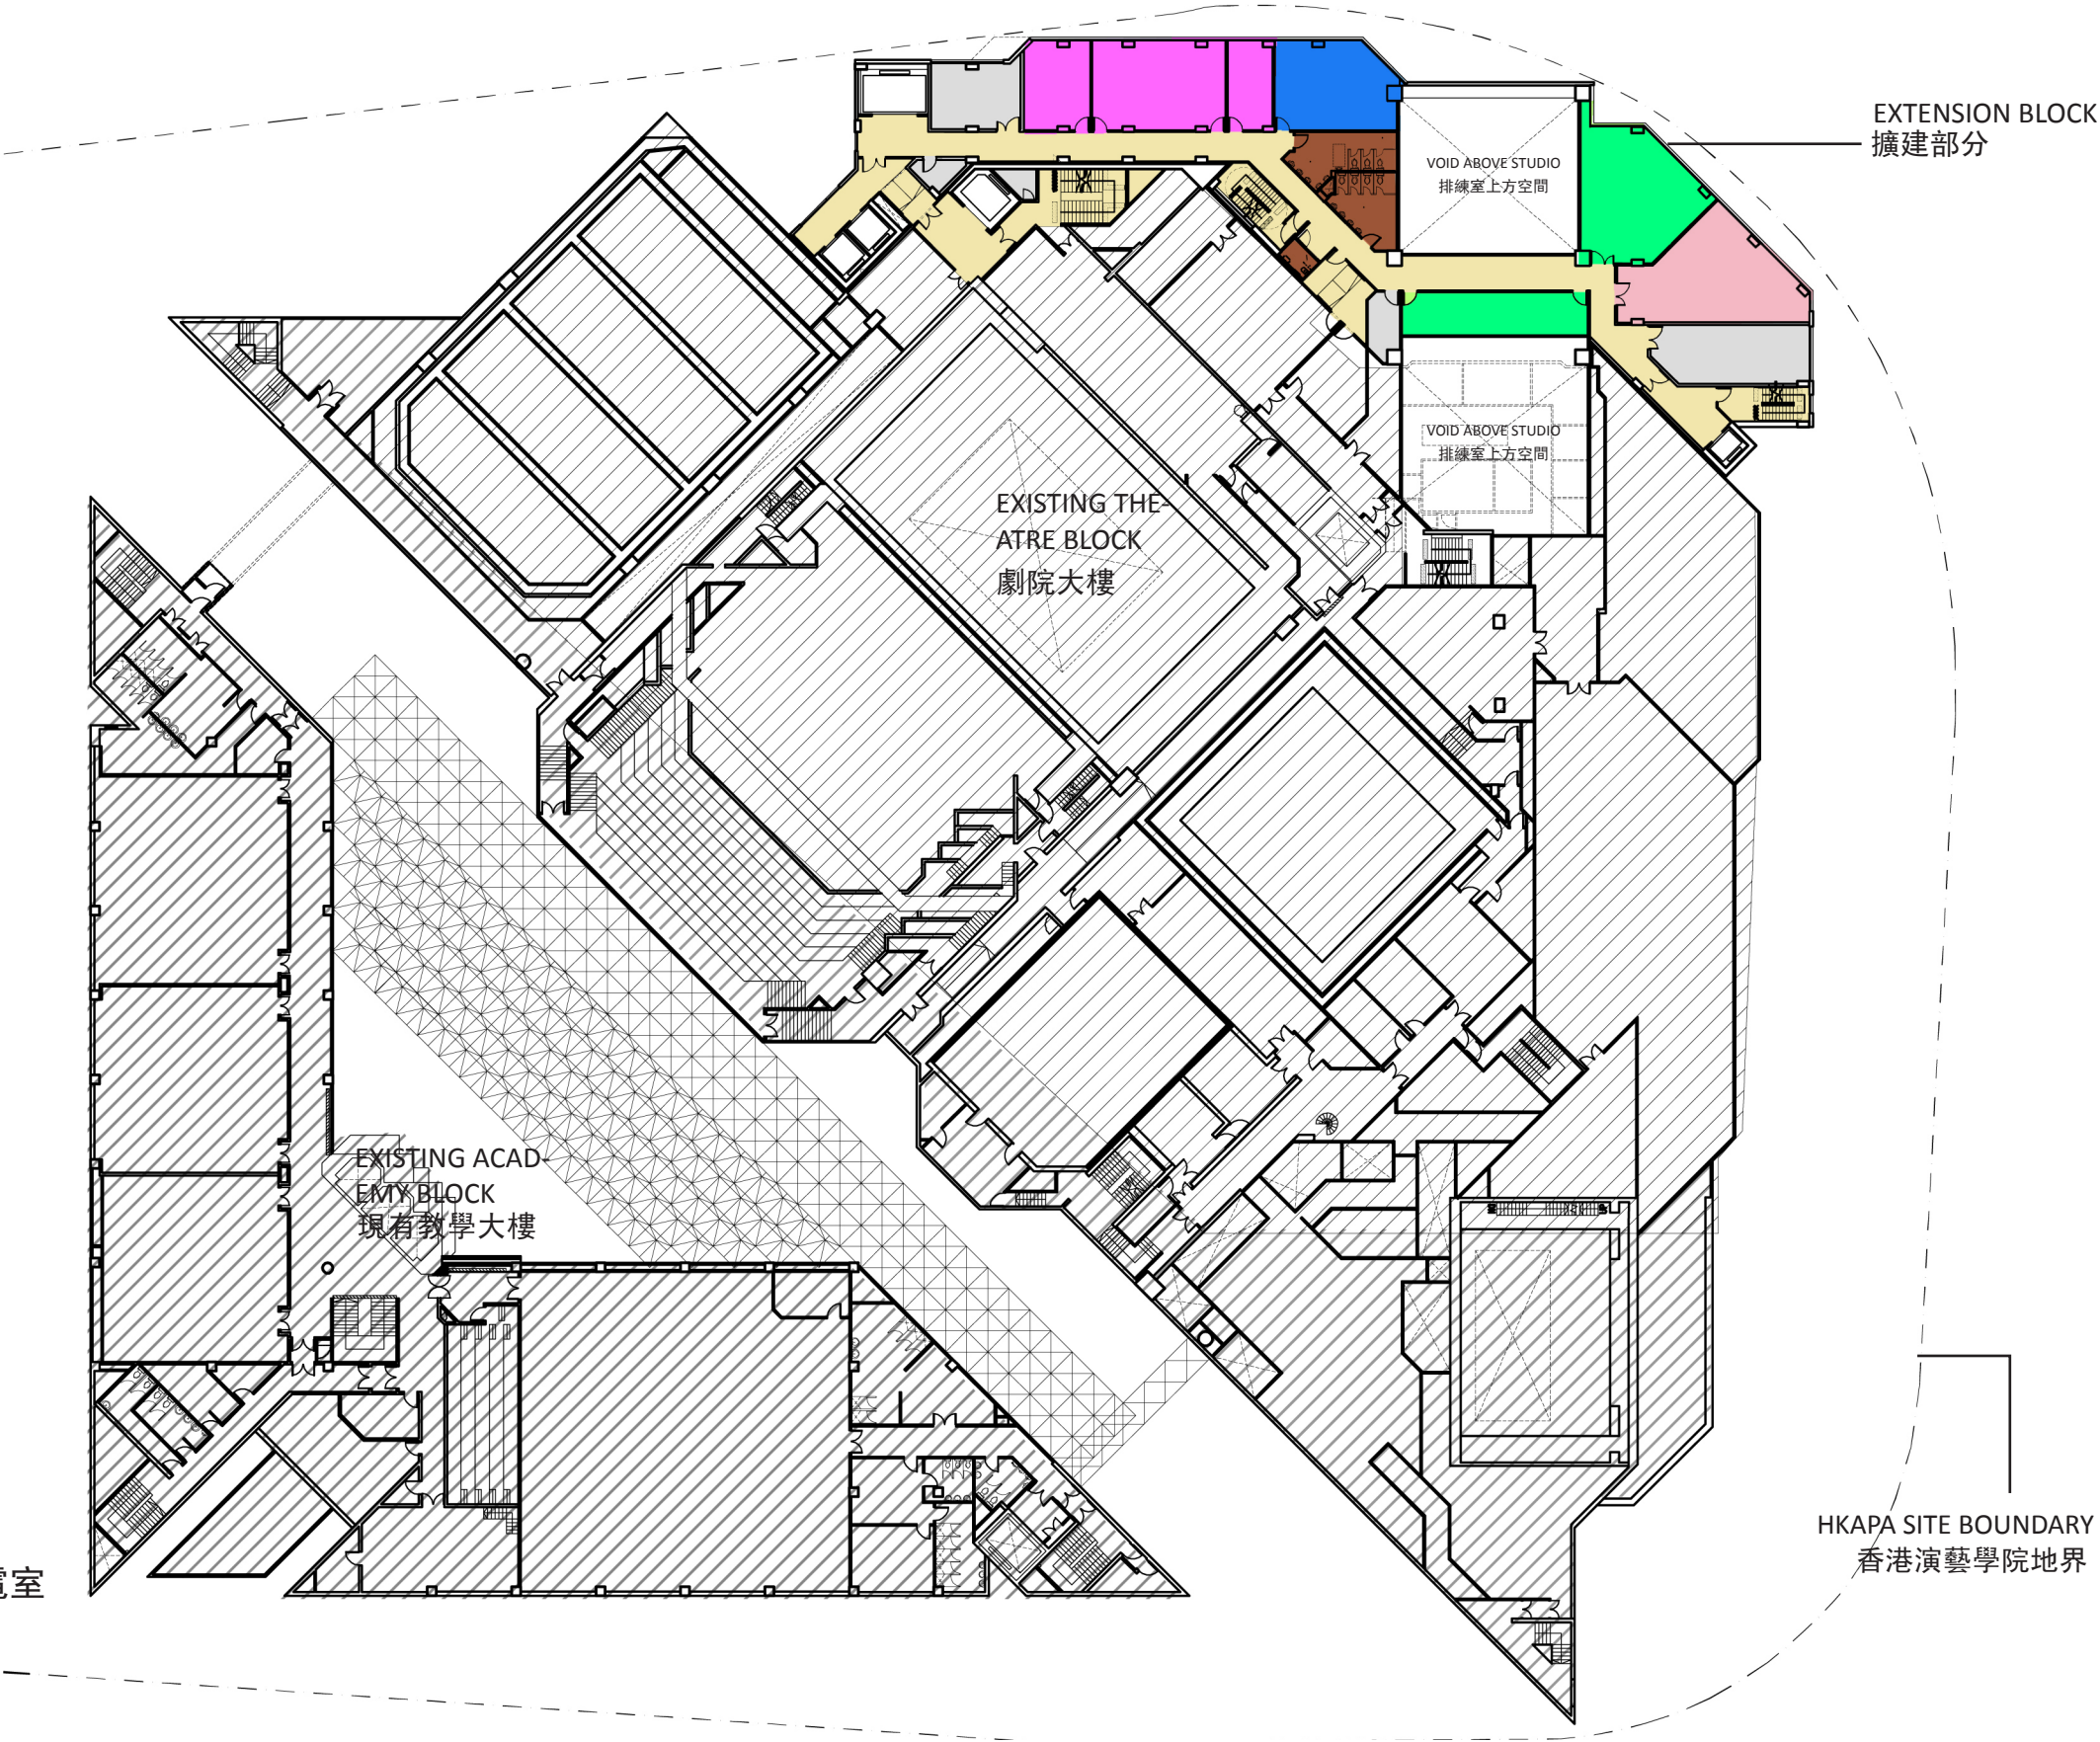 EXTENSION BLOCK
擴建部分
VOID ABOVE STUDIO
排練室上方空間
VOID ABOVE STUDIO
排練室上方空間
EXISTING THE-
ATRE BLOCK
劇院大樓
EXISTING ACAD-
EMY BLOCK
現有教學大樓
HKAPA SITE BOUNDARY
香港演藝學院地界
室